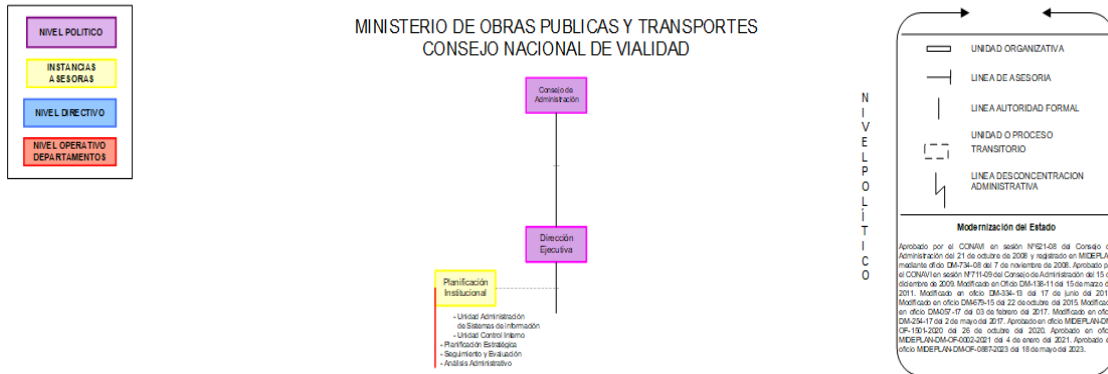 NIVEL POLITICO
INSTANCIAS
ASESORAS
NIVEL DIRECTIVO
NIVEL OPERATIVO
DEPARTAMENTOS
MINISTERIO DE OBRAS PUBLICAS Y TRANSPORTES
CONSEJO NACIONAL DE VIALIDAD
Consejo de
Administración
Dirección
Ejecutiva
Planificación
Institucional
- Unidad Administración
de Sistemas de Información
- Unidad Control Interno
- Planificación Estratégica
- Seguimiento y Evaluación
- Análisis Administrativo
NIVEL POLÍTICO
UNIDAD ORGANIZATIVA
LINEA DE ASESORIA
LINEA AUTORIDAD FORMAL
UNIDAD O PROCESO
TRANSITORIO
LINEA DESCONCENTRACION
ADMINISTRATIVA
Modernización del Estado
Aprobado por el CONAVI en sesión N°621-08 del Consejo d
Administración del 21 de octubre de 2008 y registrado en MIDEPLA
mediante oficio DM-734-08 del 7 de noviembre de 2008. Aprobado p
el CONAVI en sesión N°711-09 del Consejo de Administración del 15 d
diciembre de 2009. Modificado en Oficio DM-138-11 del 15 de marzo d
2011. Modificado en oficio DM-334-13 del 17 de junio del 201
Modificado en oficio DM-679-15 del 22 de octubre del 2015. Modificad
en oficio DM-057-17 del 03 de febrero del 2017. Modificado en ofic
DM-254-17 del 2 de mayo del 2017. Aprobado en oficio MIDEPLAN-DM
OF-1501-2020 del 26 de octubre del 2020. Aprobado en ofic
MIDEPLAN-DM-OF-0002-2021 del 4 de enero del 2021. Aprobado e
oficio MIDEPLAN-DM-OF-0887-2023 del 18 de mayo del 2023.